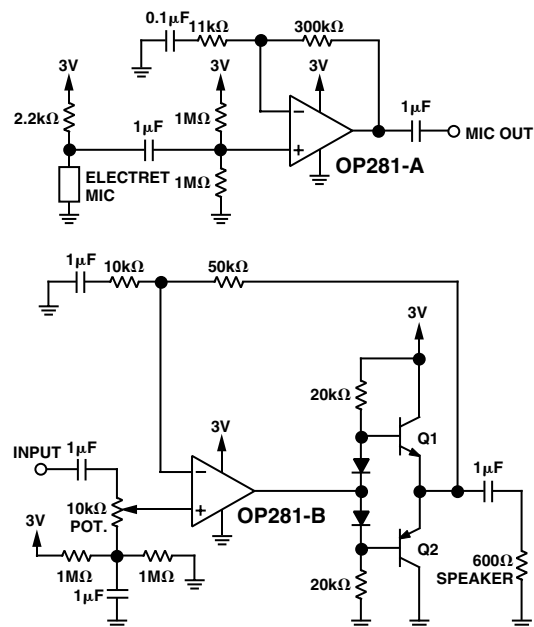 0.1µF
11kΩ
300kΩ
3V
3V
3V
2.2kΩ
1µF
1MΩ
1µF
MIC OUT
ELECTRET
MIC
1MΩ
OP281-A
1µF
10kΩ
50kΩ
3V
20kΩ
Q1
INPUT
1µF
3V
1µF
10kΩ
POT.
OP281-B
3V
Q2
1MΩ
1MΩ
1µF
20kΩ
600Ω
SPEAKER